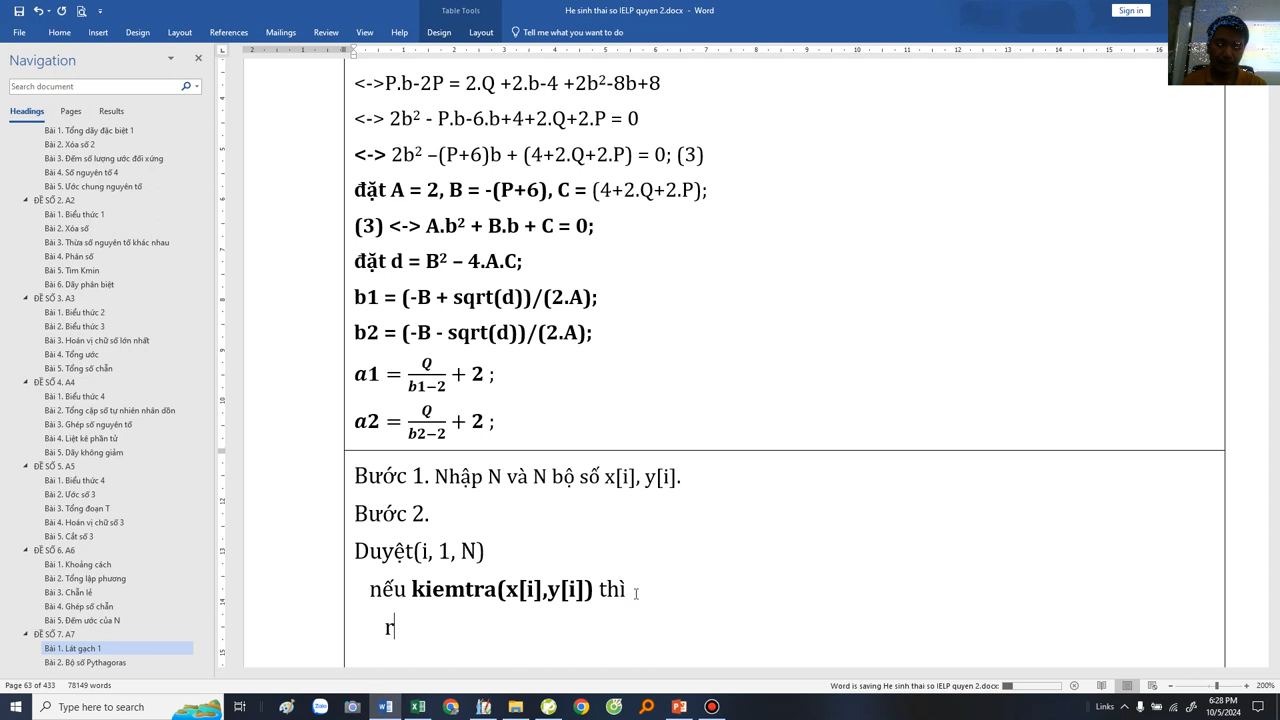 Table Tools
He sinh thai so IELP quyen 2.docx - Word
Sign in
File Home Insert Design Layout References Mailings Review View Help Design Layout Tell me what you want to do
Navigation
Search document
Headings Pages Results
Bài 1. Tổng dãy đặc biệt 1
Bài 2. Xóa số 2
Bài 3. Đếm số lượng ước đối xứng
Bài 4. Số nguyên tố 4
Bài 5. Ước chung nguyên tố
ĐỀ SỐ 2. A2
Bài 1. Biểu thức 1
Bài 2. Xóa số
Bài 3. Thừa số nguyên tố khác nhau
Bài 4. Phân số
Bài 5. Tim Kmin
Bài 6. Dãy phân biệt
ĐỀ SỐ 3. A3
Bài 1. Biểu thức 2
Bài 2. Biểu thức 3
Bài 3. Hoán vị chữ số lớn nhất
Bài 4. Tổng ước
Bài 5. Tổng số chẵn
ĐỀ SỐ 4. A4
Bài 1. Biểu thức 4
Bài 2. Tổng cặp số tự nhiên nhân dồn
Bài 3. Ghép số nguyên tố
Bài 4. Liệt kê phần tử
Bài 5. Dãy không giảm
ĐỀ SỐ 5. A5
Bài 1. Biểu thức 4
Bài 2. Ước số 3
Bài 3. Tổng đoạn T
Bài 4. Hoán vị chữ số 3
Bài 5. Cắt số 3
ĐỀ SỐ 6. A6
Bài 1. Khoảng cách
Bài 2. Tổng lập phương
Bài 3. Chẵn lẻ
Bài 4. Ghép số chẵn
Bài 5. Đếm ước của N
ĐỀ SỐ 7. A7
Bài 1. Lát gạch 1
Bài 2. Bộ số Pythagoras
<->P.b-2P = 2.Q +2.b-4 +2b²-8b+8
<-> 2b² - P.b-6.b+4+2.Q+2.P = 0
<-> 2b² –(P+6)b + (4+2.Q+2.P) = 0; (3)
đặt A = 2, B = -(P+6), C = (4+2.Q+2.P);
(3) <-> A.b² + B.b + C = 0;
đặt d = B² – 4.A.C;
b1 = (-B + sqrt(d))/(2.A);
b2 = (-B - sqrt(d))/(2.A);
a1 = Q/(b1−2) + 2 ;
a2 = Q/(b2−2) + 2 ;
Bước 1. Nhập N và N bộ số x[i], y[i].
Bước 2.
Duyệt(i, 1, N)
nếu kiemtra(x[i],y[i]) thì
r
Page 63 of 433 78149 words
Word is saving He sinh thai so IELP quyen 2.docx
200%
Type here to search
Zalo
6:28 PM
10/5/2024